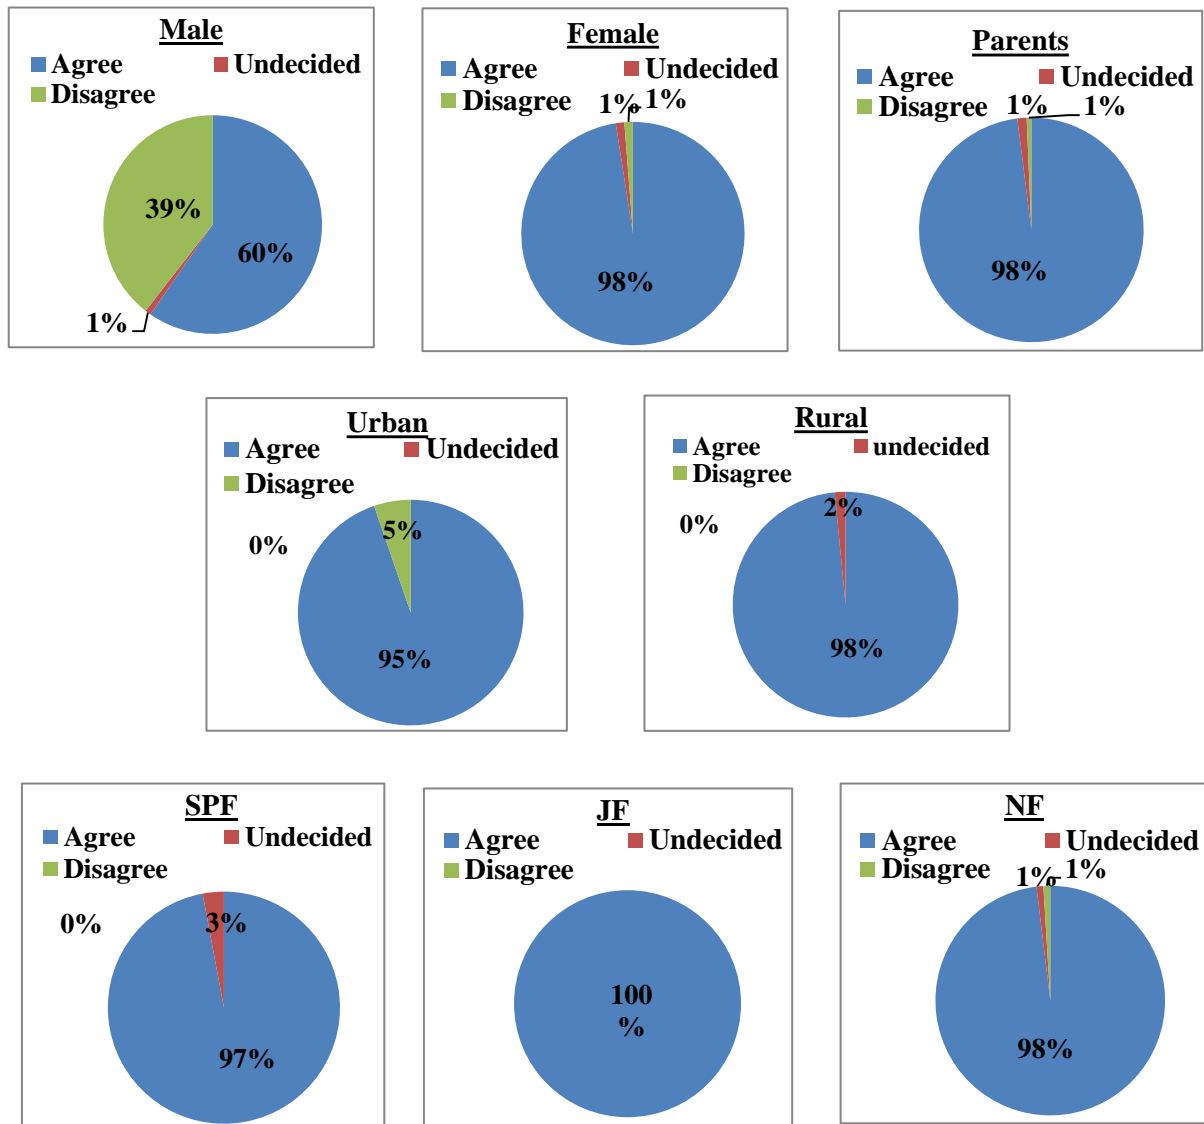 Male
Agree Undecided
Disagree
39%
60%
1%
Female
Agree Undecided
Disagree 1% 1%
98%
Parents
Agree Undecided
Disagree 1% 1%
98%
Urban
Agree Undecided
Disagree
5%
0%
95%
Rural
Agree undecided
Disagree
2%
0%
98%
SPF
Agree Undecided
Disagree
0% 3%
97%
JF
Agree Undecided
Disagree
100
%
NF
Agree Undecided
Disagree 1% 1%
98%